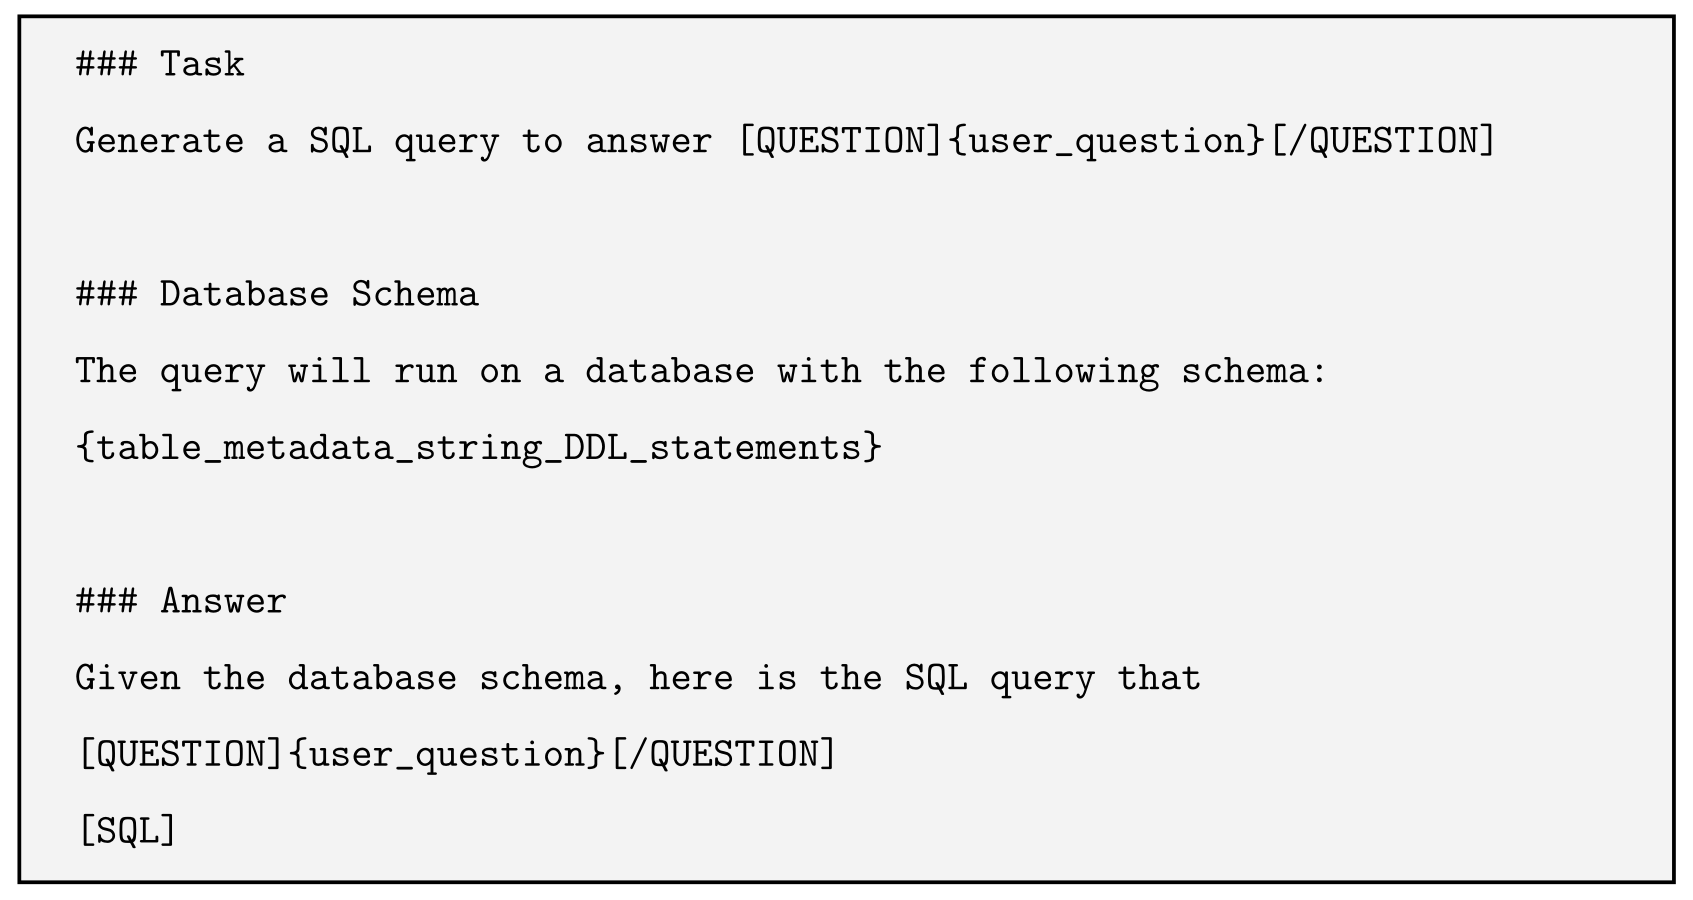 ### Task
Generate a SQL query to answer [QUESTION]{user_question}[/QUESTION]
### Database Schema
The query will run on a database with the following schema:
{table_metadata_string_DDL_statements}
### Answer
Given the database schema, here is the SQL query that
[QUESTION]{user_question}[/QUESTION]
[SQL]